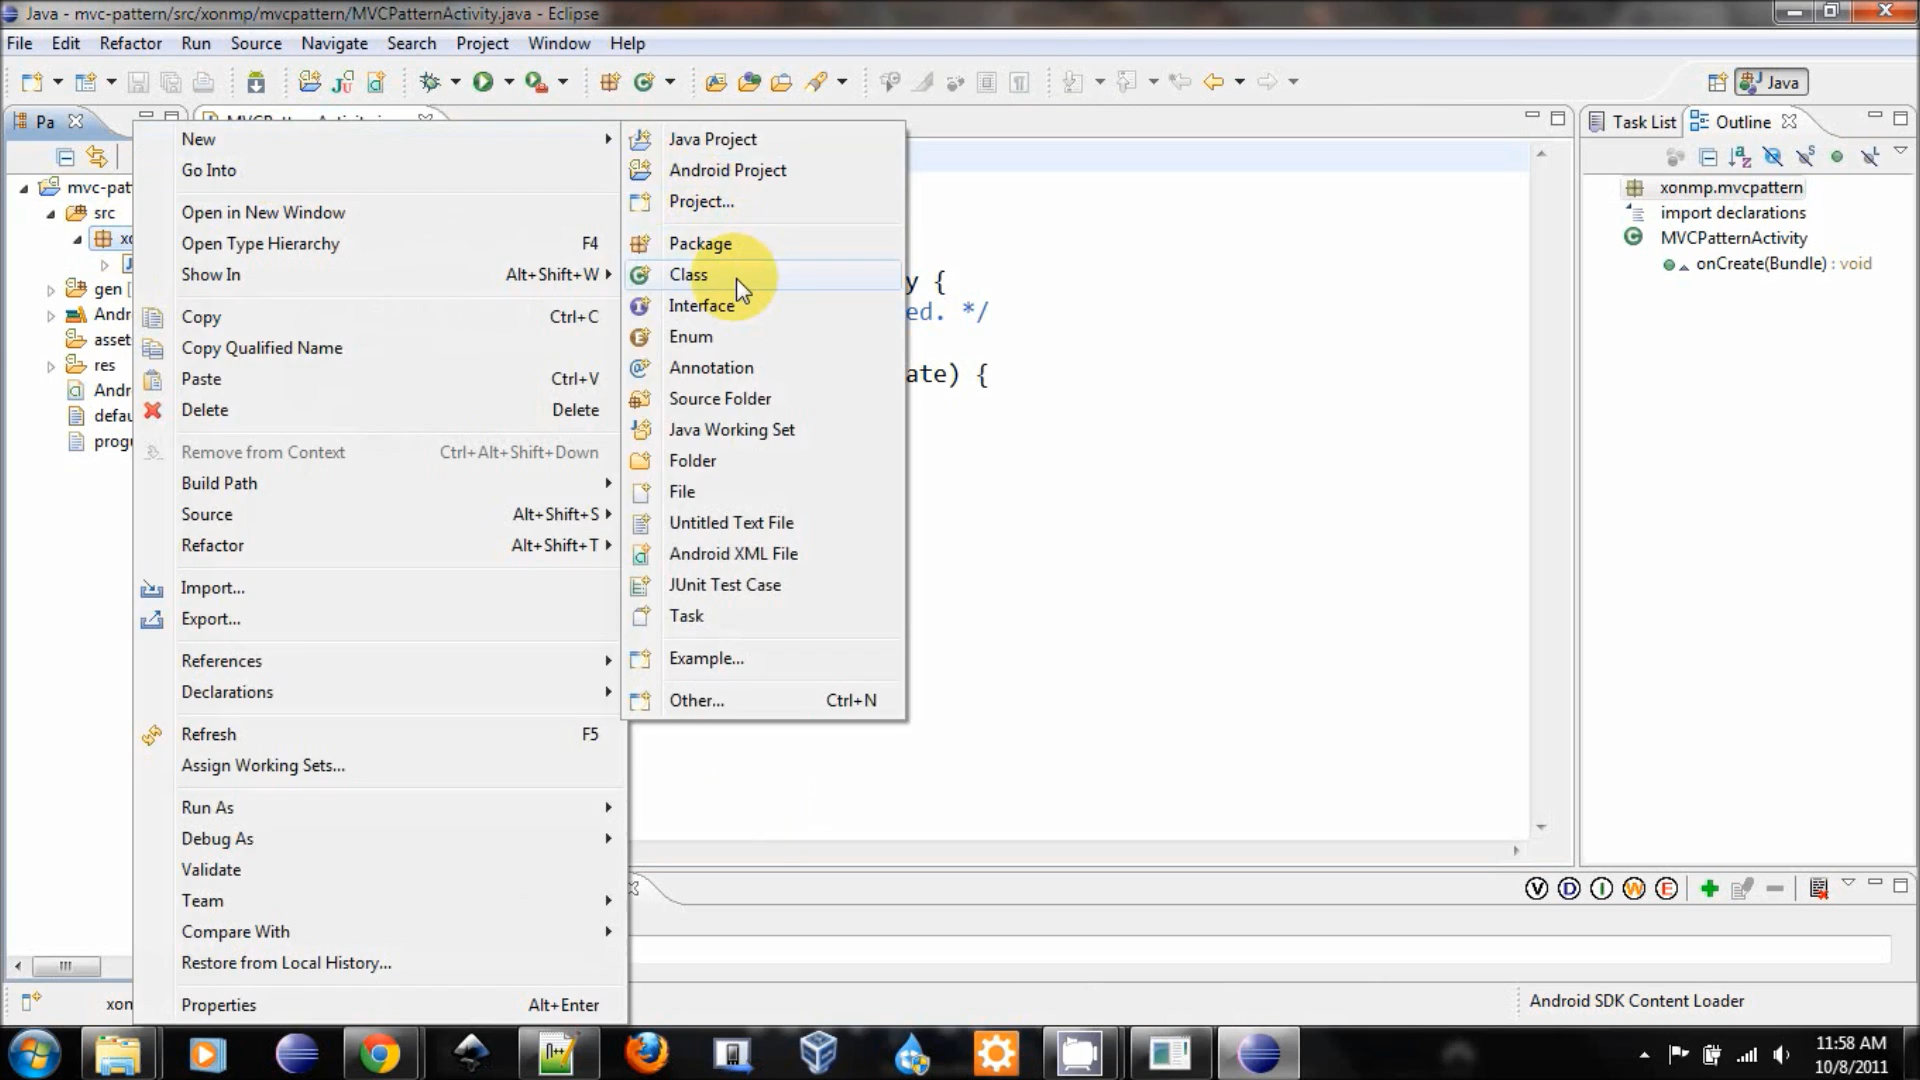 Java - mvc-pattern/src/xonmp/mvcpattern/MVCPatternActivity.java - Eclipse
File Edit Refactor Run Source Navigate Search Project Window Help
Java
Pa
Task List
Outline
mvc-pat
src
xo
gen [
Andr
asset
res
Andr
defau
progu
New
Go Into
Open in New Window
Open Type Hierarchy F4
Show In Alt+Shift+W
Copy Ctrl+C
Copy Qualified Name
Paste Ctrl+V
Delete Delete
Remove from Context Ctrl+Alt+Shift+Down
Build Path
Source Alt+Shift+S
Refactor Alt+Shift+T
Import...
Export...
References
Declarations
Refresh F5
Assign Working Sets...
Run As
Debug As
Validate
Team
Compare With
Restore from Local History...
Properties Alt+Enter
Java Project
Android Project
Project...
Package
Class
Interface
Enum
Annotation
Source Folder
Java Working Set
Folder
File
Untitled Text File
Android XML File
JUnit Test Case
Task
Example...
Other... Ctrl+N
y {
ed. */
ate) {
xonmp.mvcpattern
import declarations
MVCPatternActivity
onCreate(Bundle) : void
V D I W E
xon
Android SDK Content Loader
11:58 AM
10/8/2011